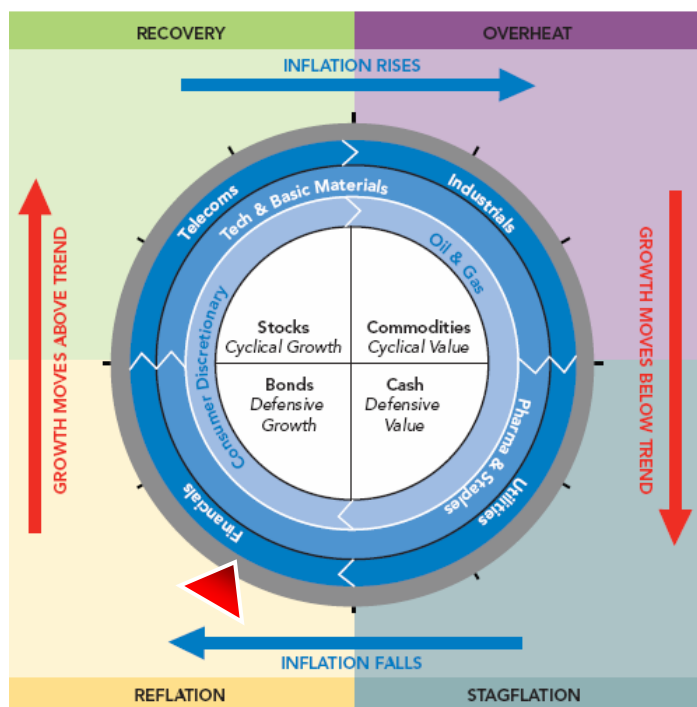 RECOVERY
OVERHEAT
INFLATION RISES
GROWTH MOVES ABOVE TREND
GROWTH MOVES BELOW TREND
Telecoms
Industrials
Tech & Basic Materials
Oil & Gas
Consumer Discretionary
Stocks
Cyclical Growth
Commodities
Cyclical Value
Bonds
Defensive
Growth
Cash
Defensive
Value
Financials
Pharma & Staples
Utilities
INFLATION FALLS
REFLATION
STAGFLATION